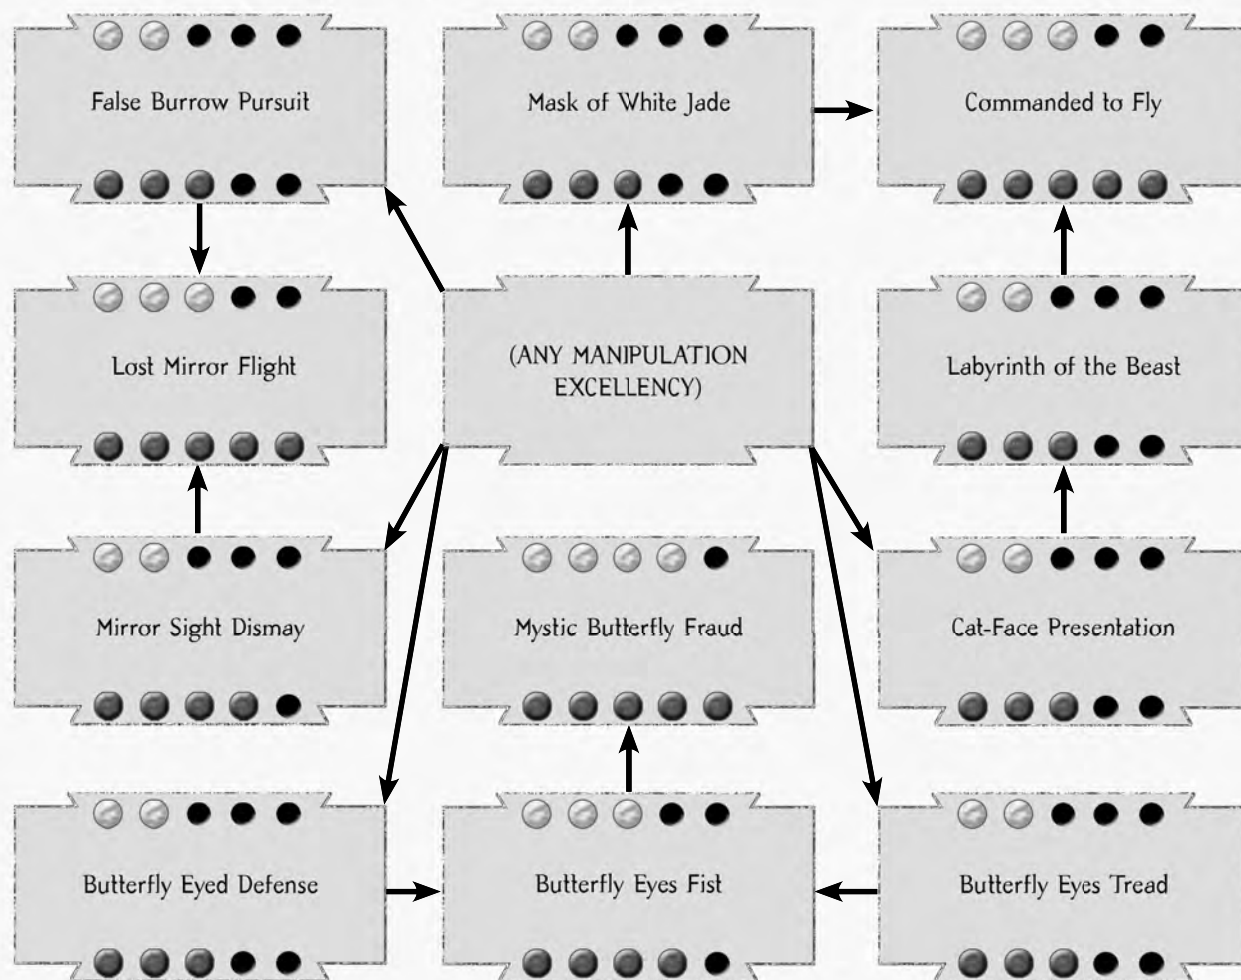 False Burrow Pursuit
Mask of White Jade
Commanded to Fly
Lost Mirror Flight
(ANY MANIPULATION
EXCELLENCY)
Labyrinth of the Beast
Mirror Sight Dismay
Mystic Butterfly Fraud
Cat-Face Presentation
Butterfly Eyed Defense
Butterfly Eyes Fist
Butterfly Eyes Tread